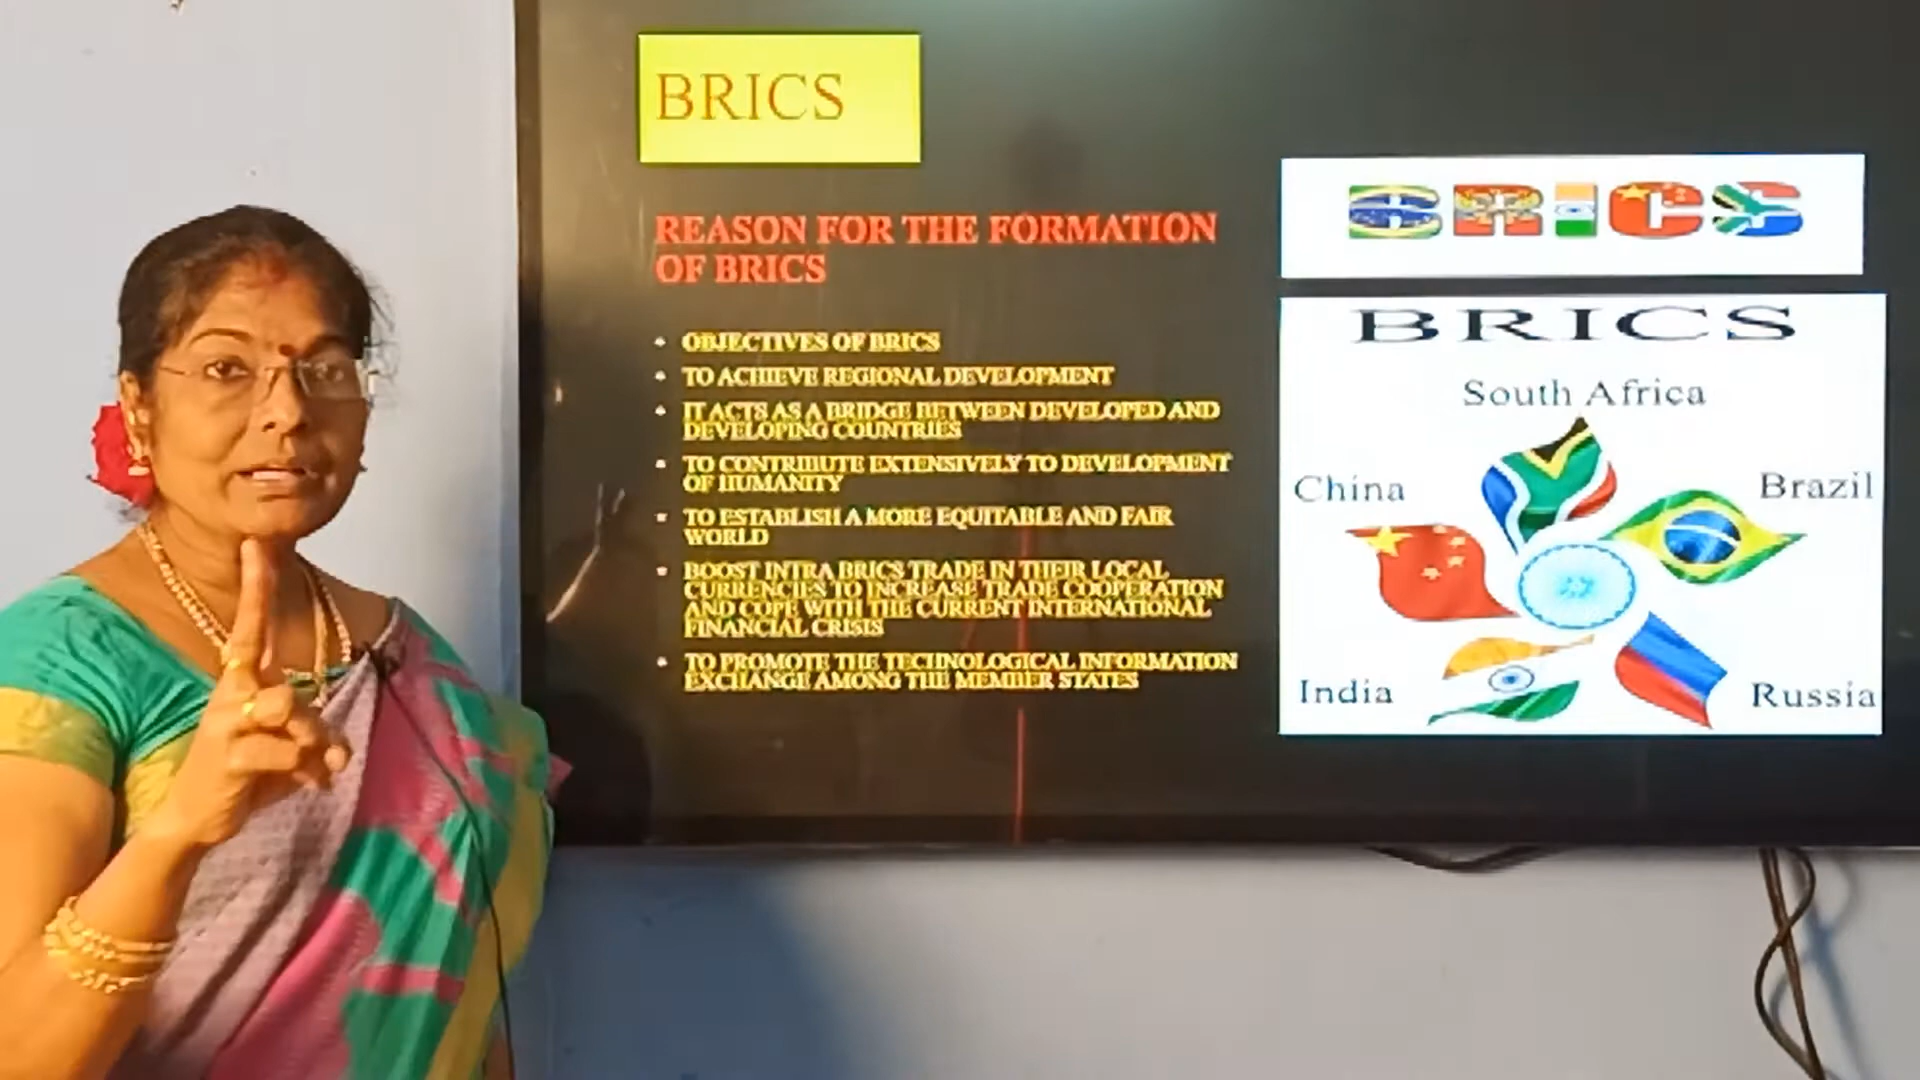 BRICS
REASON FOR THE FORMATION
OF BRICS
OBJECTIVES OF BRICS
TO ACHIEVE REGIONAL DEVELOPMENT
IT ACTS AS A BRIDGE BETWEEN DEVELOPED AND
DEVELOPING COUNTRIES
TO CONTRIBUTE EXTENSIVELY TO DEVELOPMENT
OF HUMANITY
TO ESTABLISH A MORE EQUITABLE AND FAIR
WORLD
BOOST INTRA BRICS TRADE IN THEIR LOCAL
CURRENCIES TO INCREASE TRADE COOPERATION
AND COPE WITH THE CURRENT INTERNATIONAL
FINANCIAL CRISIS
TO PROMOTE THE TECHNOLOGICAL INFORMATION
EXCHANGE AMONG THE MEMBER STATES
BRICS
BRICS
South Africa
China
Brazil
India
Russia